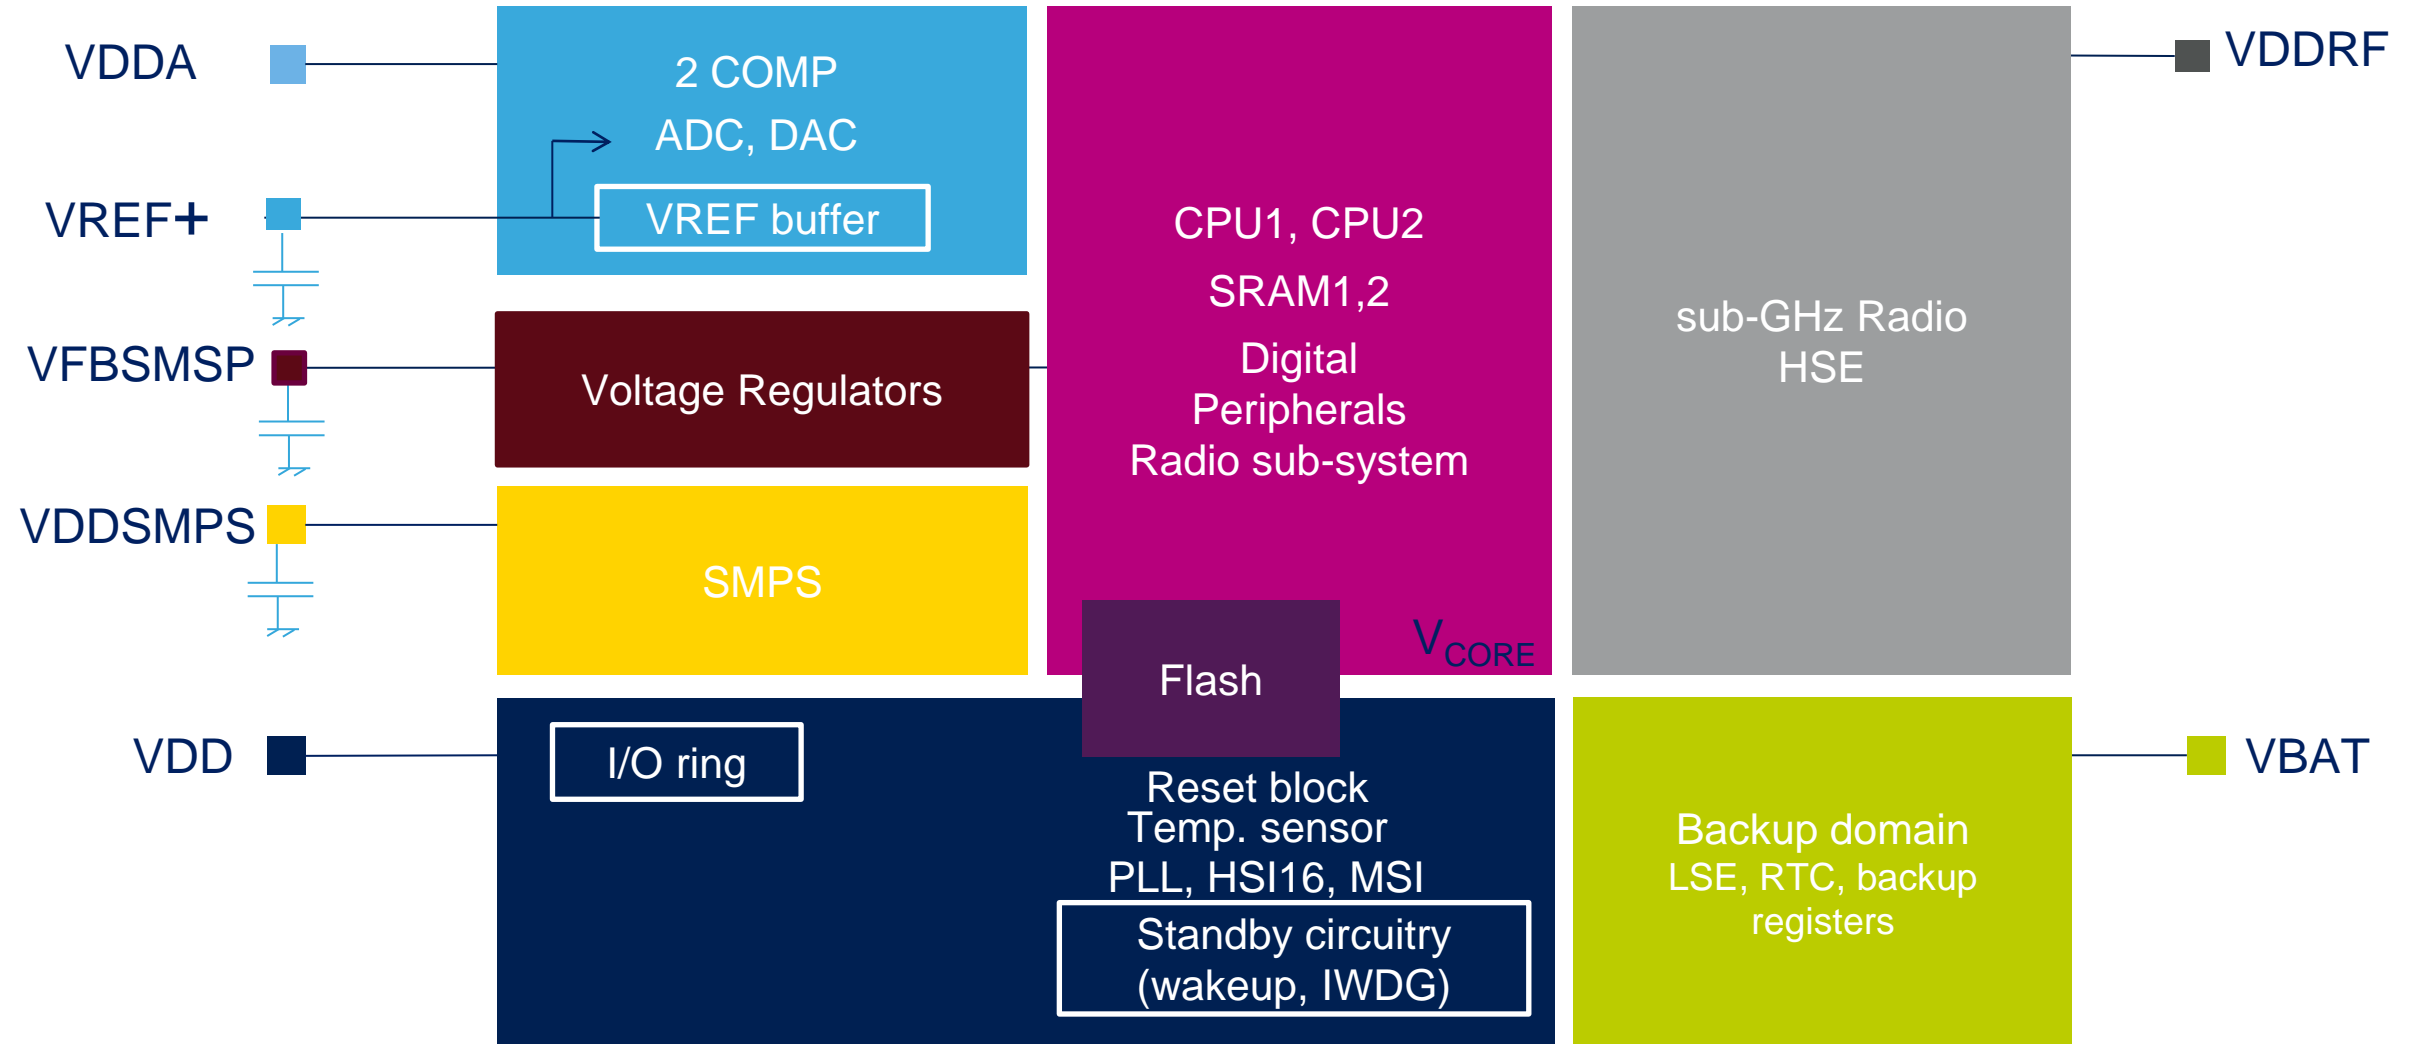 VDDA
2 COMP
ADC, DAC
VREF+
VREF buffer
VFBSMSP
Voltage Regulators
VDDSMPS
SMPS
CPU1, CPU2
SRAM1,2
Digital
Peripherals
Radio sub-system
VCORE
Flash
sub-GHz Radio
HSE
VDDRF
VDD
I/O ring
Reset block
Temp. sensor
PLL, HSI16, MSI
Standby circuitry
(wakeup, IWDG)
Backup domain
LSE, RTC, backup
registers
VBAT